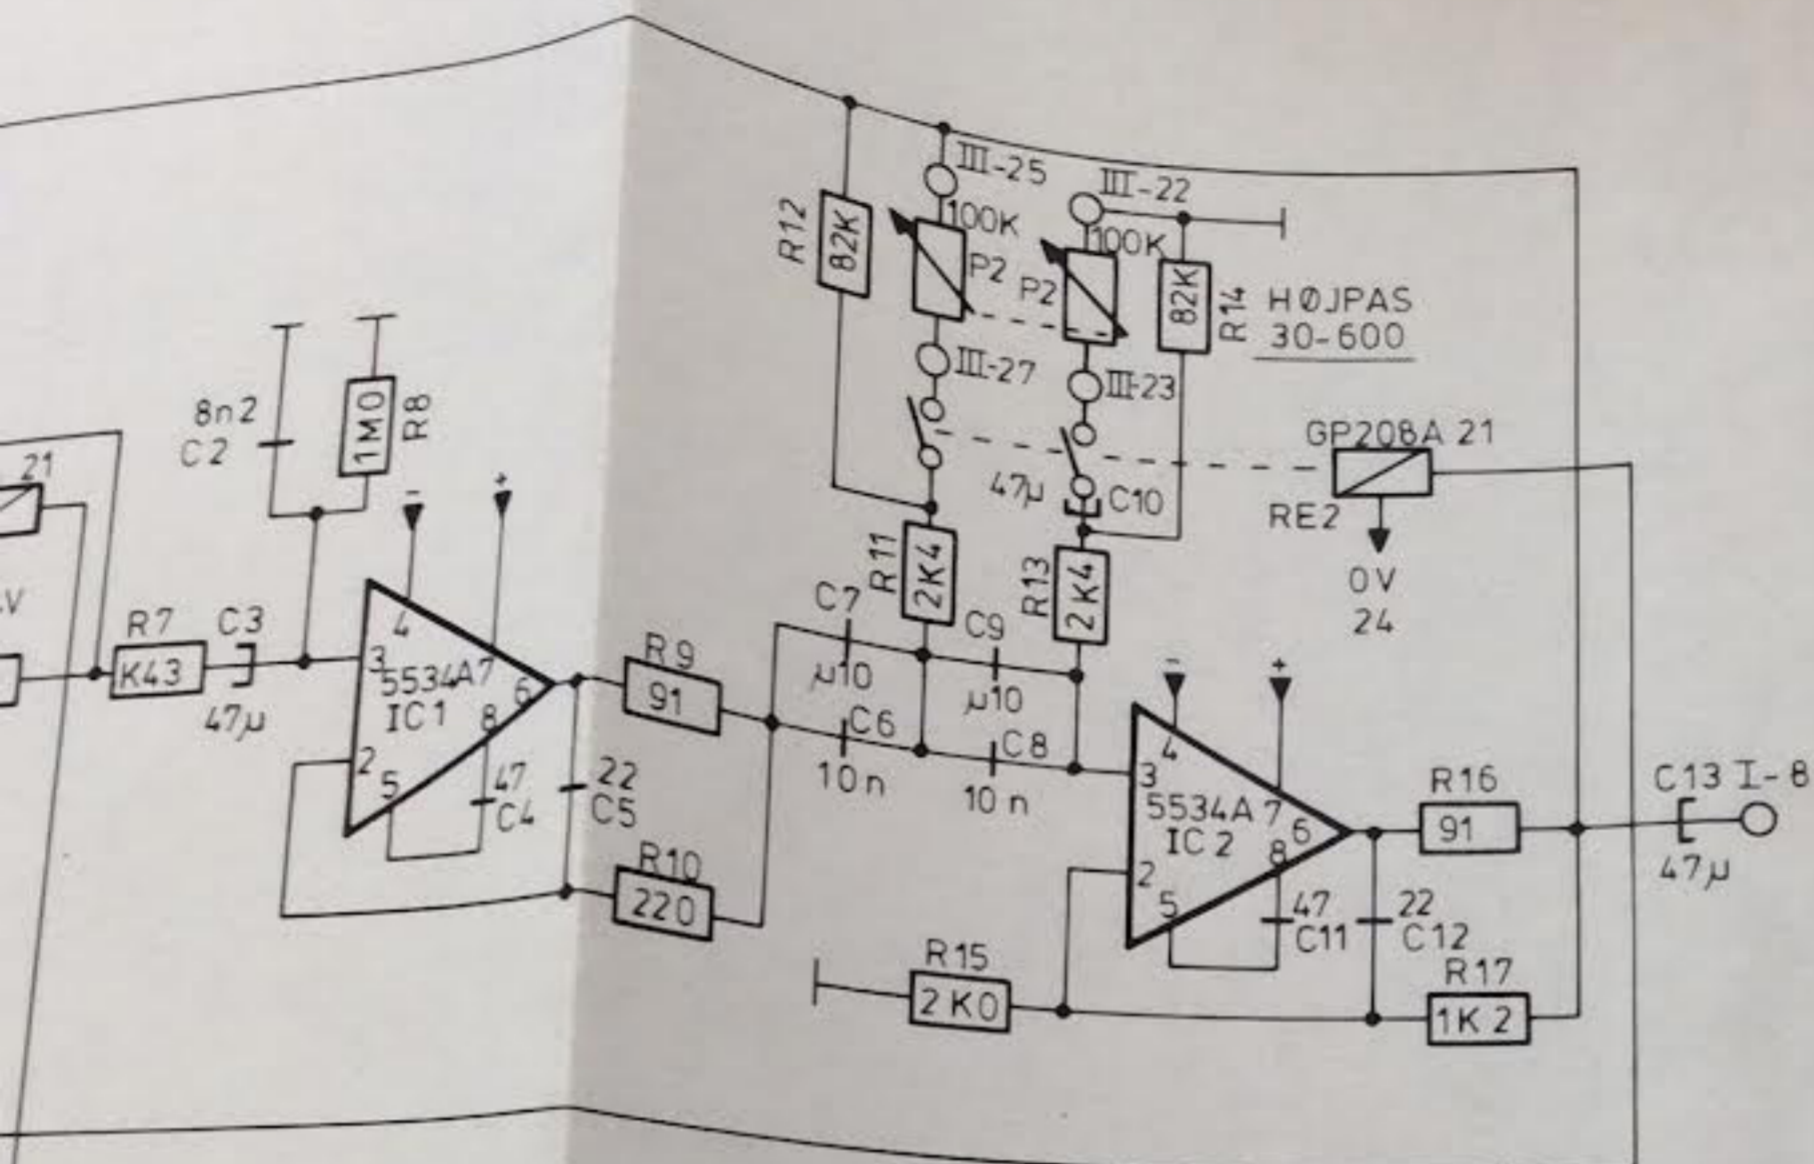 III-25
III-22
R12
82K
100K
P2
100K
P2
82K
R14
HØJPAS
30-600
8n2
C2
1M0
R8
III-27
III-23
21
GP208A 21
47µ
C10
RE2
0V
24
V
R7
K43
C3
47µ
-
+
4
3
5534A 7
IC1
6
8
2
5
47
C4
22
C5
R9
91
R10
220
R11
2K4
R13
2K4
C7
µ10
C9
µ10
C6
10n
C8
10n
-
+
4
3
5534A 7
IC2
6
8
2
5
47
C11
22
C12
R15
2K0
R16
91
R17
1K2
C13 I-8
47µ